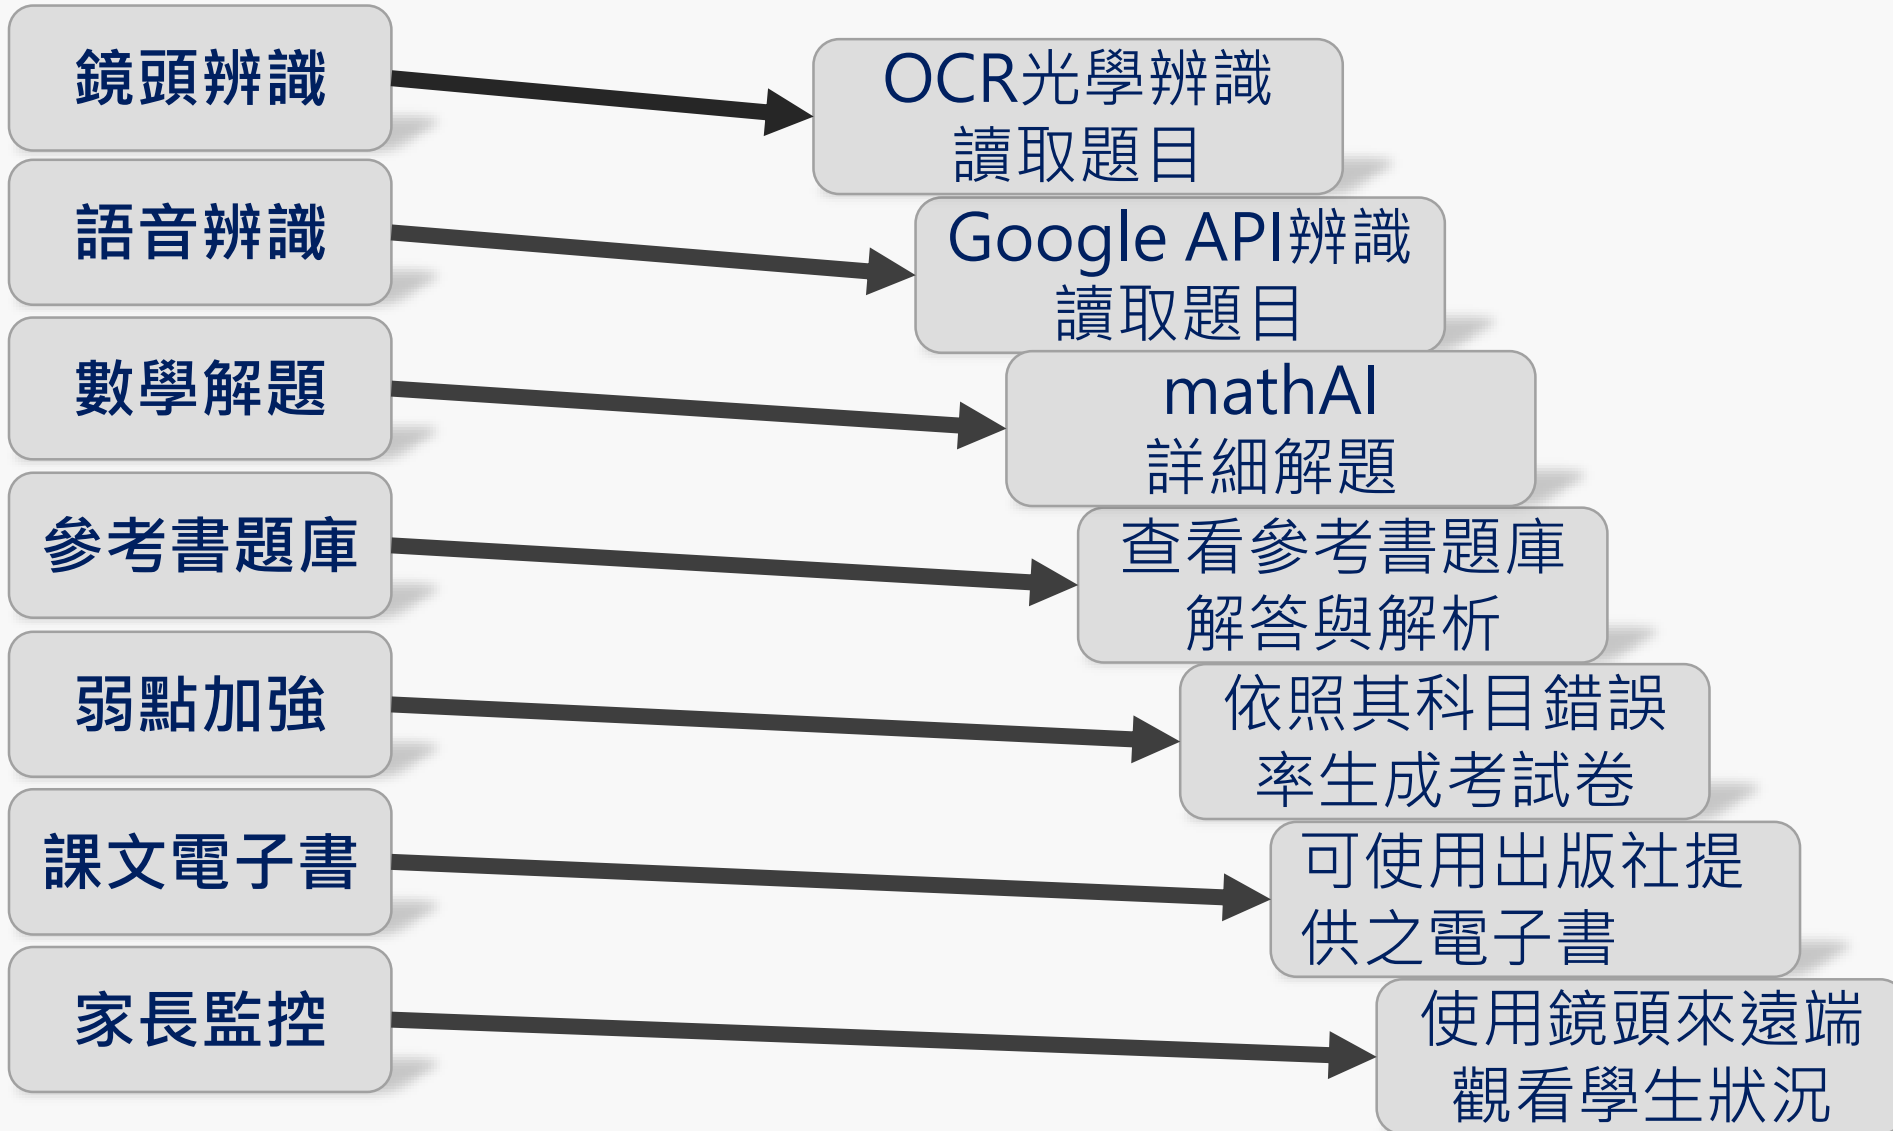 鏡頭辨識
OCR光學辨識
讀取題目
語音辨識
Google API辨識
讀取題目
數學解題
mathAI
詳細解題
參考書題庫
查看參考書題庫
解答與解析
弱點加強
依照其科目錯誤
率生成考試卷
課文電子書
可使用出版社提
供之電子書
家長監控
使用鏡頭來遠端
觀看學生狀況